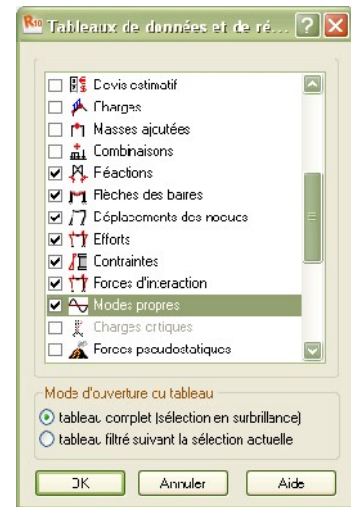 R10 Tableaux de données et de ré...
Devis estimatif
Charges
Masses ajoutées
Combinaisons
Réactions
Flèches des barres
Déplacements des noeuds
Efforts
Contraintes
Forces d'interaction
Modes propres
Charges critiques
Forces pseudostatiques
Mode d'ouverture du tableau
tableau complet (sélection en surbrillance)
tableau filtré suivant la sélection actuelle
OK Annuler Aide